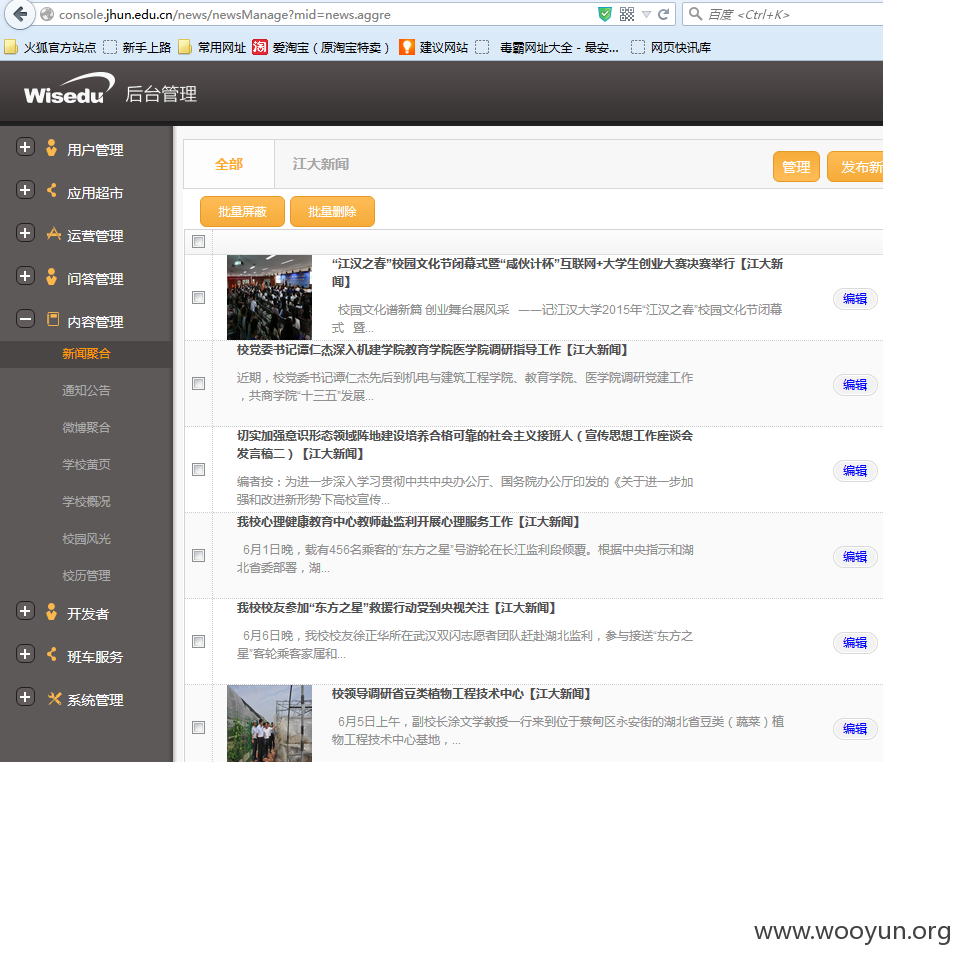 console.jhun.edu.cn/news/newsManage?mid=news.aggre
百度 <Ctrl+K>
火狐官方站点 新手上路 常用网址 爱淘宝（原淘宝特卖） 建议网站 毒霸网址大全 - 最安... 网页快讯库
Wisedu 后台管理
用户管理
应用超市
运营管理
问答管理
内容管理
新闻聚合
通知公告
微博聚合
学校黄页
学校概况
校园风光
校历管理
开发者
班车服务
系统管理
全部 江大新闻 管理 发布新
批量屏蔽 批量删除
“江汉之春”校园文化节闭幕式暨“咸伙计杯”互联网+大学生创业大赛决赛举行【江大新
闻】
校园文化谱新篇 创业舞台展风采 ——记江汉大学2015年“江汉之春”校园文化节闭幕
式 暨...
编辑
校党委书记谭仁杰深入机建学院教育学院医学院调研指导工作【江大新闻】
近期，校党委书记谭仁杰先后到机电与建筑工程学院、教育学院、医学院调研党建工作
，共商学院“十三五”发展...
编辑
切实加强意识形态领域阵地建设培养合格可靠的社会主义接班人（宣传思想工作座谈会
发言稿二）【江大新闻】
编者按：为进一步深入学习贯彻中共中央办公厅、国务院办公厅印发的《关于进一步加
强和改进新形势下高校宣传...
编辑
我校心理健康教育中心教师赴监利开展心理服务工作【江大新闻】
6月1日晚，载有456名乘客的“东方之星”号游轮在长江监利段倾覆。根据中央指示和湖
北省委部署，湖...
编辑
我校校友参加“东方之星”救援行动受到央视关注【江大新闻】
6月6日晚，我校校友徐正华所在武汉双闪志愿者团队赶赴湖北监利，参与接送“东方之
星”客轮乘客家属和...
编辑
校领导调研省豆类植物工程技术中心【江大新闻】
6月5日上午，副校长涂文学教授一行来到位于蔡甸区永安街的湖北省豆类（蔬菜）植
物工程技术中心基地，...
编辑
www.wooyun.org